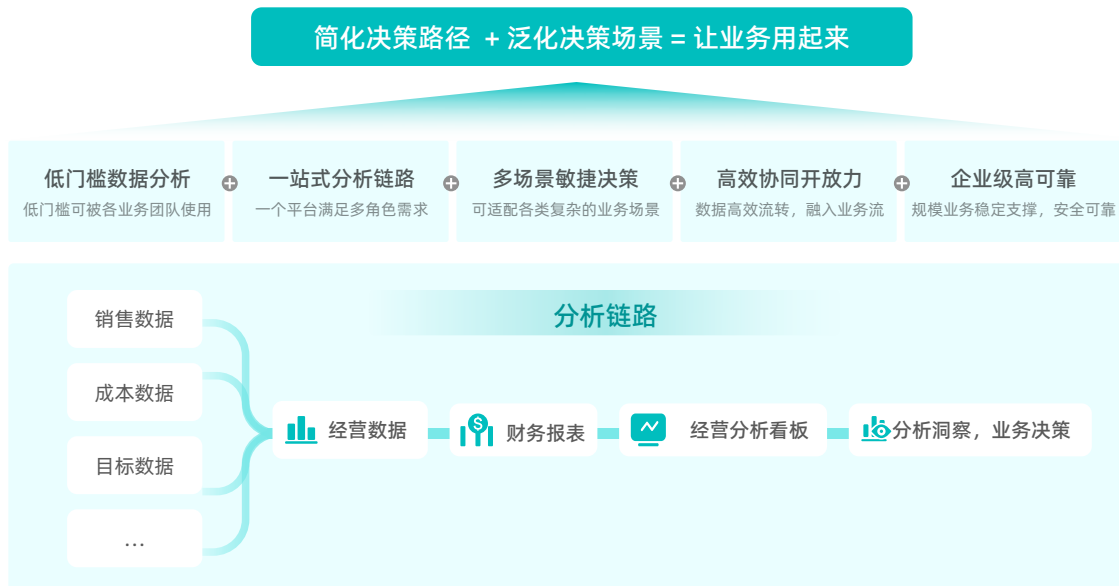 简化决策路径 + 泛化决策场景 = 让业务用起来
低门槛数据分析
低门槛可被各业务团队使用
一站式分析链路
一个平台满足多角色需求
多场景敏捷决策
可适配各类复杂的业务场景
高效协同开放力
数据高效流转，融入业务流
企业级高可靠
规模业务稳定支撑，安全可靠
分析链路
销售数据
成本数据
目标数据
...
经营数据
财务报表
经营分析看板
分析洞察，业务决策